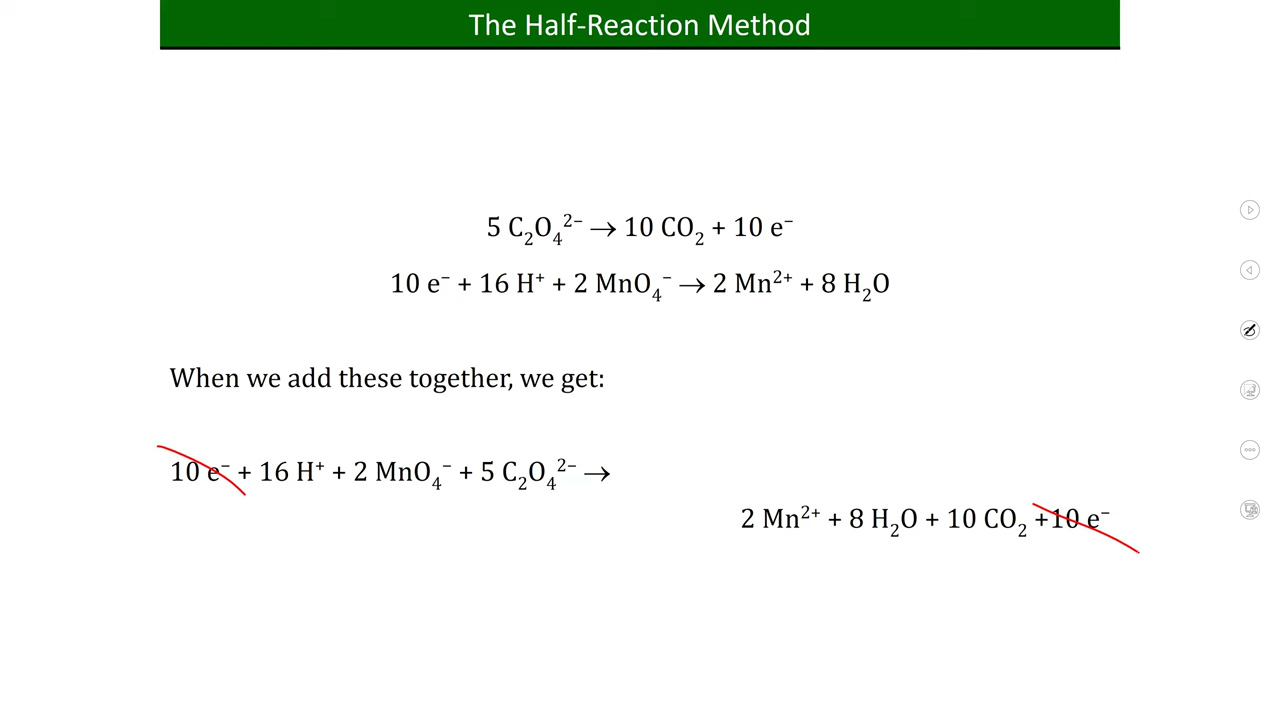 The Half-Reaction Method
5 C₂O₄²⁻ → 10 CO₂ + 10 e⁻
10 e⁻ + 16 H⁺ + 2 MnO₄⁻ → 2 Mn²⁺ + 8 H₂O
When we add these together, we get:
10 e⁻ + 16 H⁺ + 2 MnO₄⁻ + 5 C₂O₄²⁻ →
2 Mn²⁺ + 8 H₂O + 10 CO₂ +10 e⁻